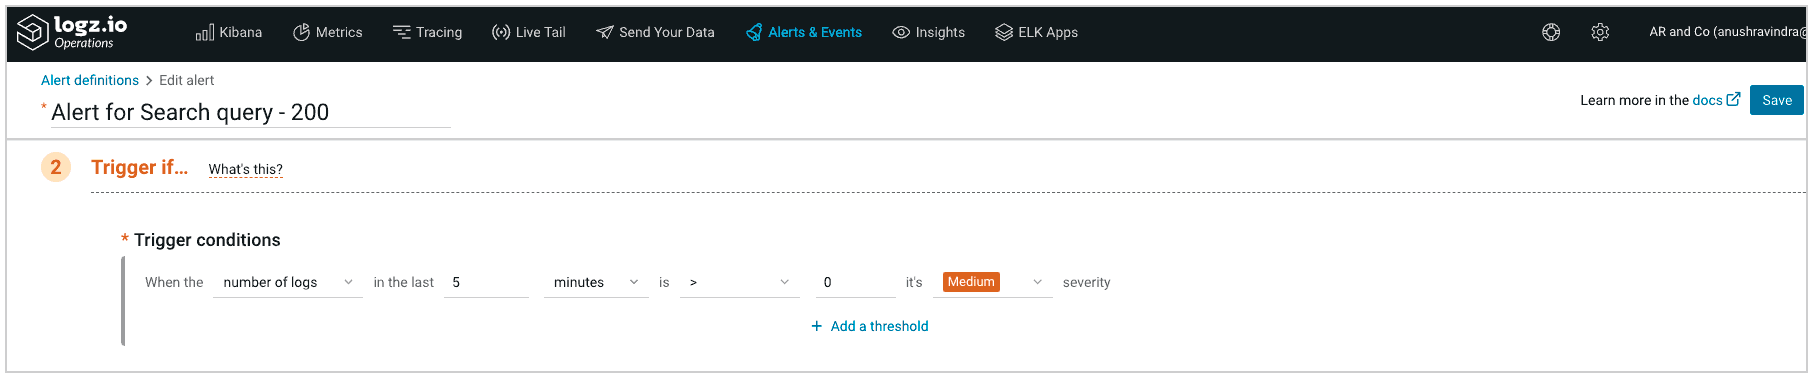 logz.io
Operations
Kibana Metrics Tracing Live Tail Send Your Data Alerts & Events Insights ELK Apps AR and Co (anushravindra@
Alert definitions > Edit alert
* Alert for Search query - 200
Learn more in the docs Save
2 Trigger if... What's this?
* Trigger conditions
When the number of logs in the last 5 minutes is > 0 it's Medium severity
+ Add a threshold